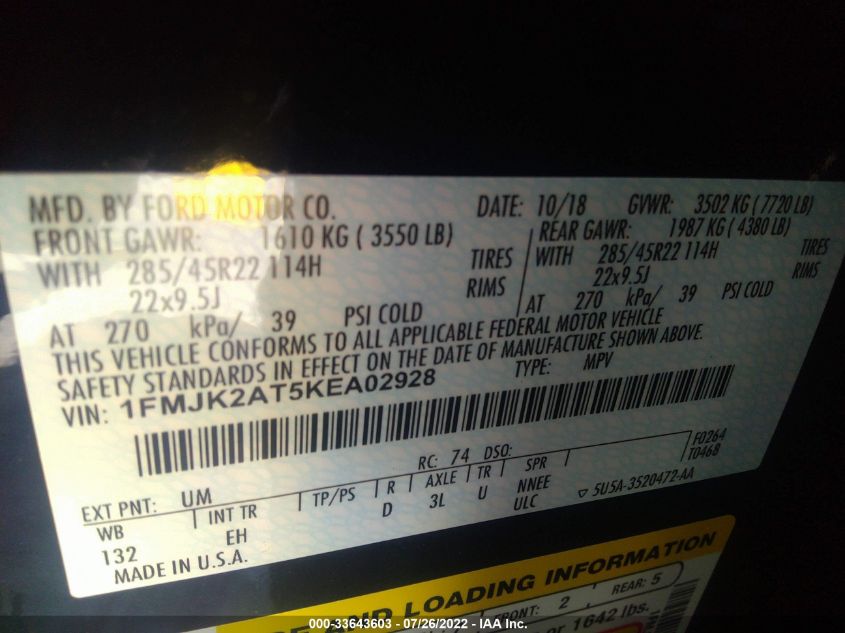 MFD. BY FORD MOTOR CO. DATE: 10/18 GVWR: 3502 KG ( 7720 LB)
FRONT GAWR: 1610 KG ( 3550 LB) REAR GAWR: 1987 KG ( 4380 LB)
WITH 285/45R22 114H TIRES WITH 285/45R22 114H TIRES
22x9.5J RIMS 22x9.5J RIMS
AT 270 kPa/ 39 PSI COLD AT 270 kPa/ 39 PSI COLD
THIS VEHICLE CONFORMS TO ALL APPLICABLE FEDERAL MOTOR VEHICLE
SAFETY STANDARDS IN EFFECT ON THE DATE OF MANUFACTURE SHOWN ABOVE.
VIN: 1FMJK2AT5KEA02928 TYPE: MPV
RC: 74 DSO: F0264
T0468
EXT PNT: UM
WB INT TR TP/PS R AXLE TR SPR
132 EH D 3L U NNEE
ULC
5U5A-3520472-AA
MADE IN U.S.A.
AND LOADING INFORMATION
FRONT: 2 REAR: 5
or 1642 lbs.
000-33643603 / 07/26/2022 - IAA Inc.